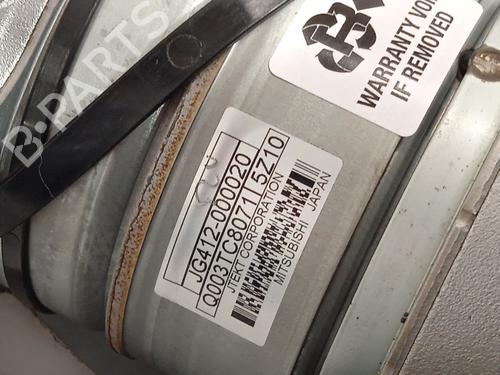 B-PARTS
WARRANTY VOID
IF REMOVED
JG412-000020
Q003TC8071 5Z10
JTEKT CORPORATION
MITSUBISHI JAPAN